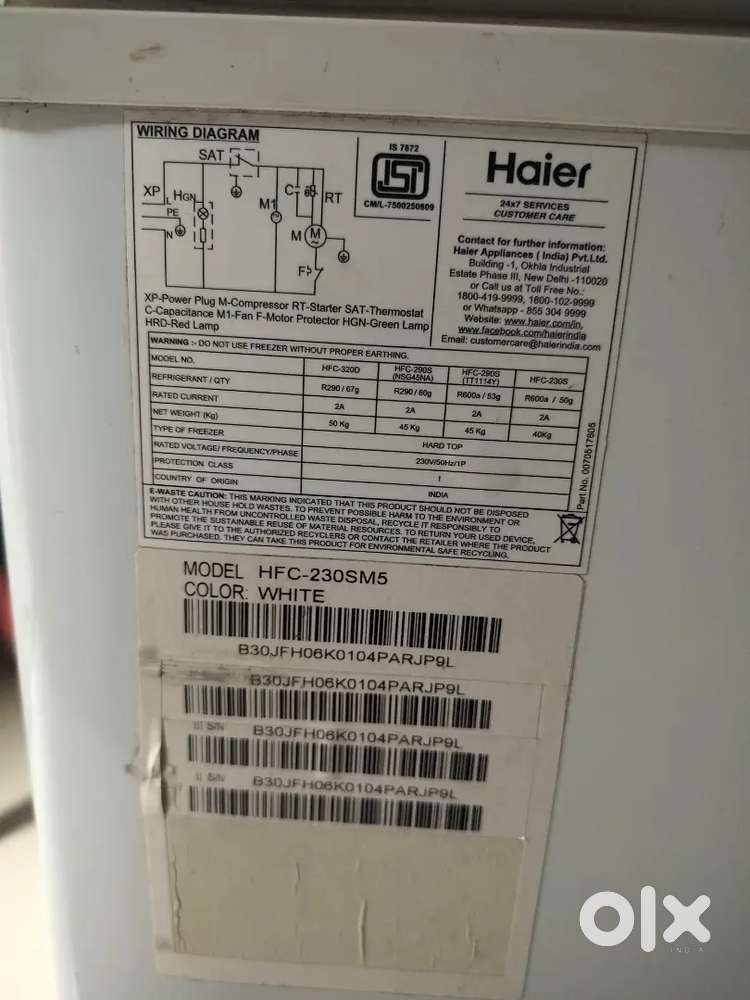 WIRING DIAGRAM
SAT
XP
L
HGN
PE
N
C
RT
M1
M
M
F
XP-Power Plug M-Compressor RT-Starter SAT-Thermostat
C-Capacitance M1-Fan F-Motor Protector HGN-Green Lamp
HRD-Red Lamp
IS 7872
ISI
CM/L-7500250809
Haier
24x7 SERVICES
CUSTOMER CARE
Contact for further information:
Haier Appliances ( India) Pvt.Ltd.
Building -1, Okhla Industrial
Estate Phase III, New Delhi -110020
or Call us at Toll Free No.:
1800-419-9999, 1800-102-9999
or Whatsapp - 855 304 9999
Website: www.haier.com/in,
www.facebook.com/haierindia
Email: customercare@haierindia.com
WARNING :- DO NOT USE FREEZER WITHOUT PROPER EARTHING.
MODEL NO. HFC-320D HFC-290S (NSG45NA) HFC-290S (TT1114Y) HFC-230S
REFRIGERANT / QTY R290 / 67g R290 / 60g R600a / 53g R600a / 50g
RATED CURRENT 2A 2A 2A 2A
NET WEIGHT (Kg) 50 Kg 45 Kg 45 Kg 40Kg
TYPE OF FREEZER HARD TOP
RATED VOLTAGE/ FREQUENCY/PHASE 230V/50Hz/1P
PROTECTION CLASS I
COUNTRY OF ORIGIN INDIA
Part No. 0070517805
E-WASTE CAUTION: THIS MARKING INDICATED THAT THIS PRODUCT SHOULD NOT BE DISPOSED
WITH OTHER HOUSE HOLD WASTES. TO PREVENT POSSIBLE HARM TO THE ENVIRONMENT OR
HUMAN HEALTH FROM UNCONTROLLED WASTE DISPOSAL, RECYCLE IT RESPONSIBLY TO
PROMOTE THE SUSTAINABLE REUSE OF MATERIAL RESOURCES. TO RETURN YOUR USED DEVICE,
PLEASE GIVE IT TO THE AUTHORIZED RECYCLERS OR CONTACT THE RETAILER WHERE THE PRODUCT
WAS PURCHASED. THEY CAN TAKE THIS PRODUCT FOR ENVIRONMENTAL SAFE RECYCLING.
MODEL HFC-230SM5
COLOR: WHITE
B30JFH06K0104PARJP9L
B30JFH06K0104PARJP9L
S/N B30JFH06K0104PARJP9L
S/N B30JFH06K0104PARJP9L
olx
INDIA